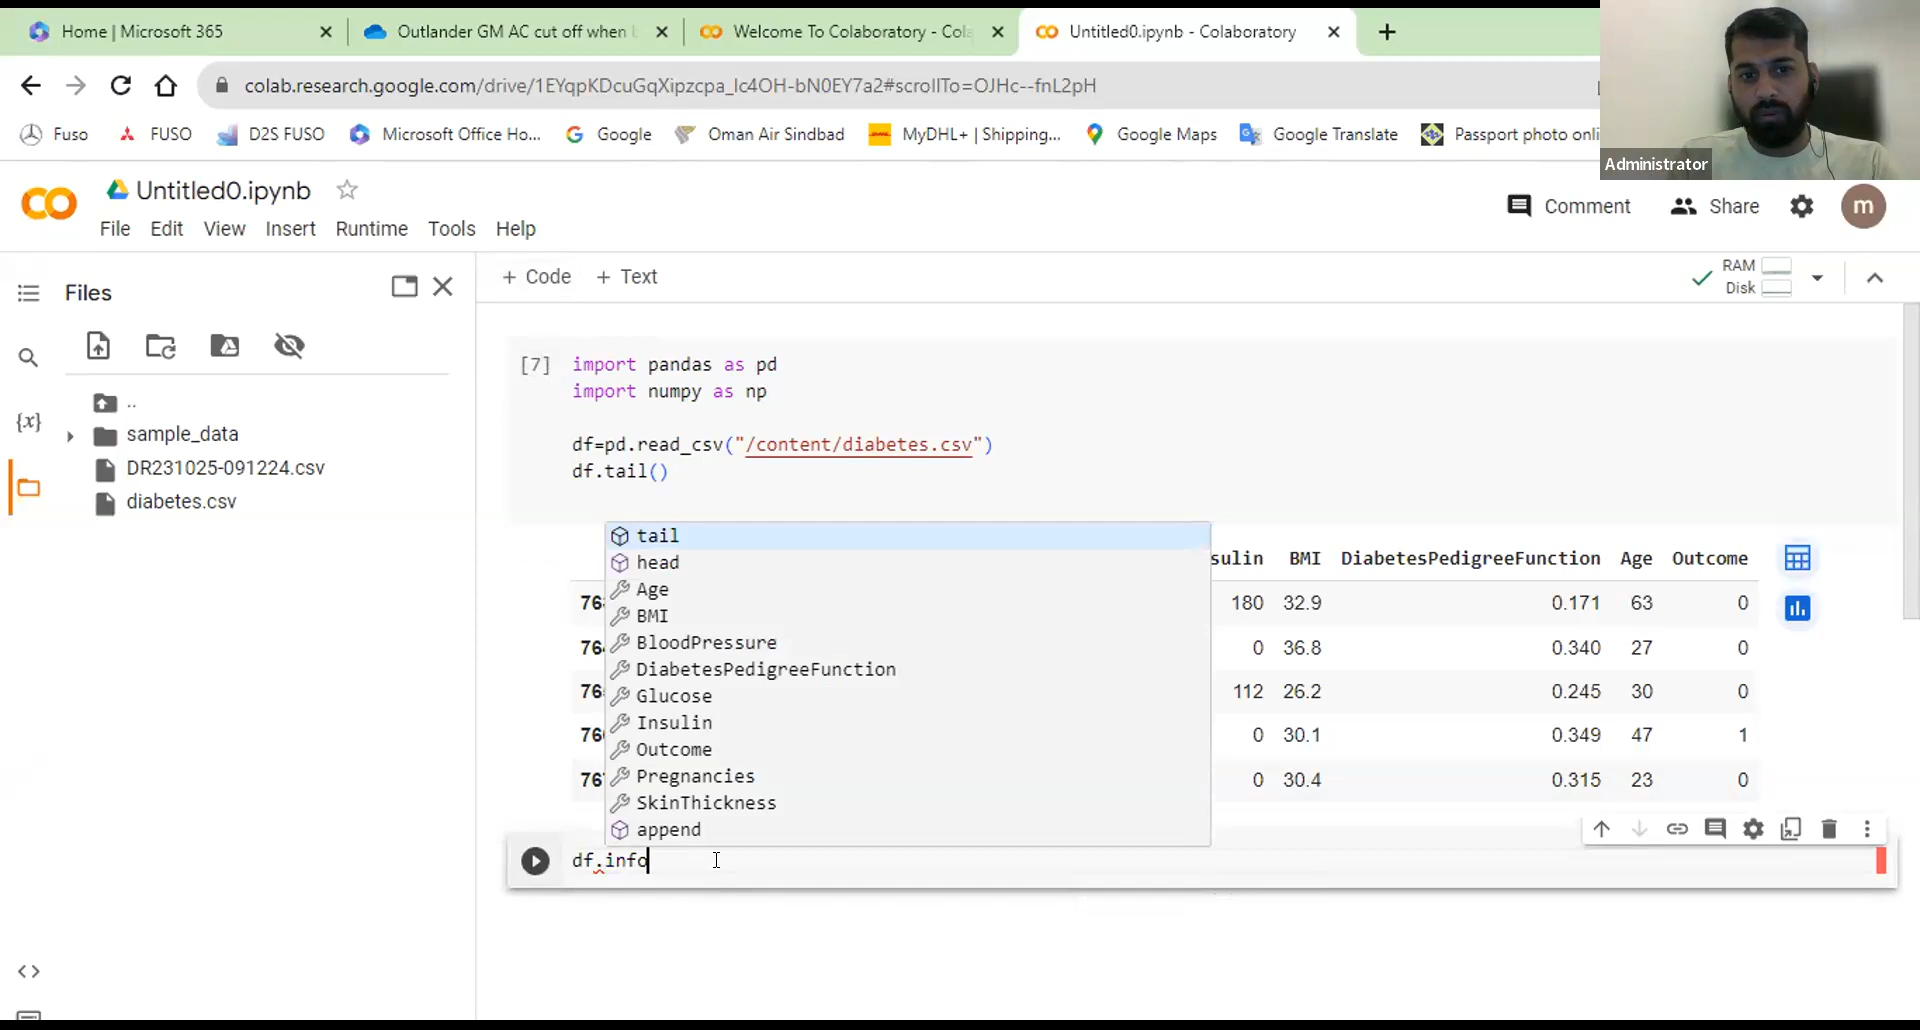 Home | Microsoft 365
Outlander GM AC cut off when
Welcome To Colaboratory - Cola
Untitled0.ipynb - Colaboratory
colab.research.google.com/drive/1EYqpKDcuGqXipzcpa_Ic4OH-bN0EY7a2#scrollTo=OJHc--fnL2pH
Fuso FUSO D2S FUSO Microsoft Office Ho... Google Oman Air Sindbad MyDHL+ | Shipping,... Google Maps Google Translate Passport photo onli
Administrator
CO Untitled0.ipynb
File Edit View Insert Runtime Tools Help
Comment Share m
Files
+ Code + Text
RAM
Disk
{x}
..
sample_data
DR231025-091224.csv
diabetes.csv
<>
[7] import pandas as pd
import numpy as np
df=pd.read_csv("/content/diabetes.csv")
df.tail()
sulin BMI DiabetesPedigreeFunction Age Outcome
180 32.9 0.171 63 0
0 36.8 0.340 27 0
112 26.2 0.245 30 0
0 30.1 0.349 47 1
0 30.4 0.315 23 0
tail
head
Age
BMI
BloodPressure
DiabetesPedigreeFunction
Glucose
Insulin
Outcome
Pregnancies
SkinThickness
append
df.info